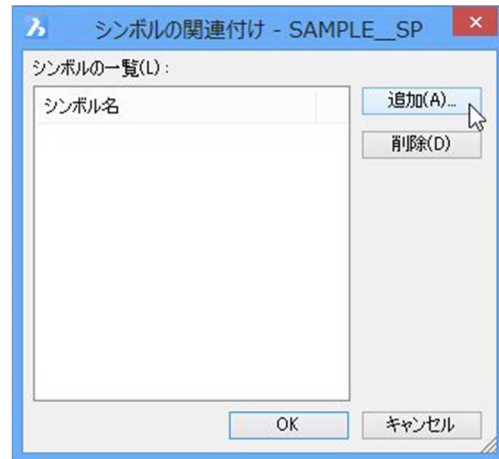 シンボルの関連付け - SAMPLE__SP
シンボルの一覧(L) :
シンボル名
追加(A)...
削除(D)
OK
キャンセル